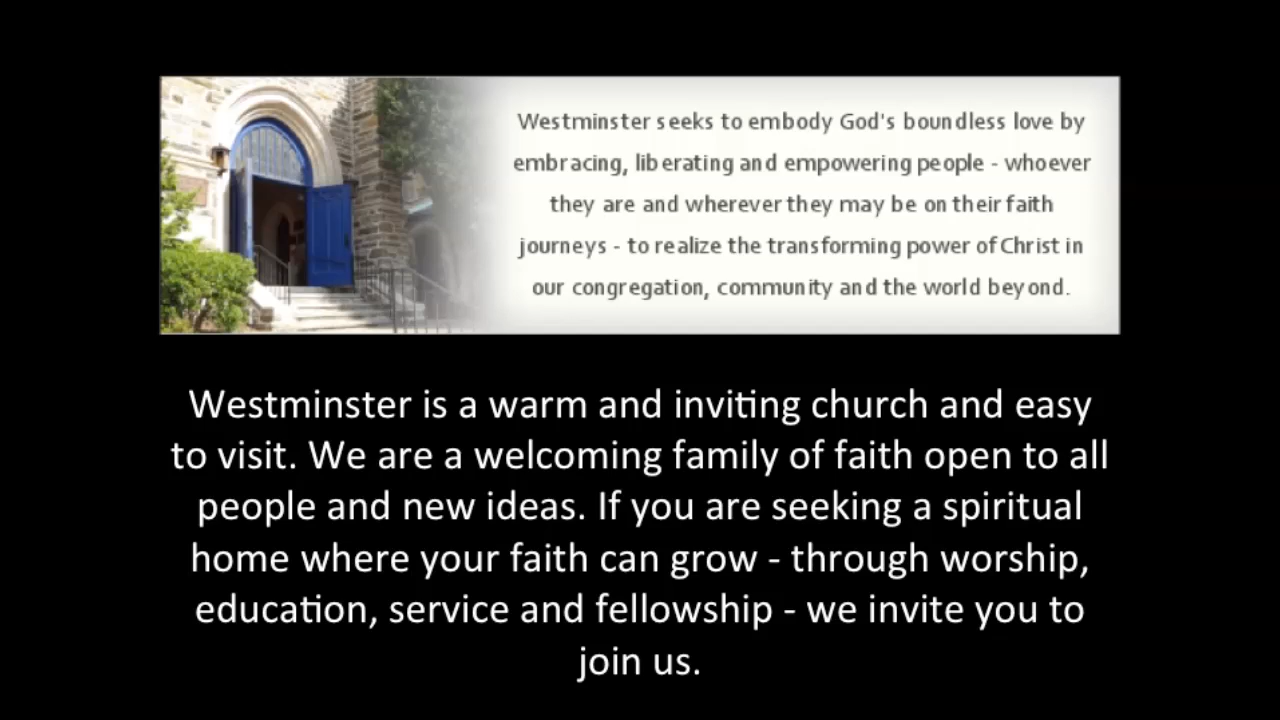 Westminster seeks to embody God's boundless love by
embracing, liberating and empowering people - whoever
they are and wherever they may be on their faith
journeys - to realize the transforming power of Christ in
our congregation, community and the world beyond.
Westminster is a warm and inviting church and easy
to visit. We are a welcoming family of faith open to all
people and new ideas. If you are seeking a spiritual
home where your faith can grow - through worship,
education, service and fellowship - we invite you to
join us.